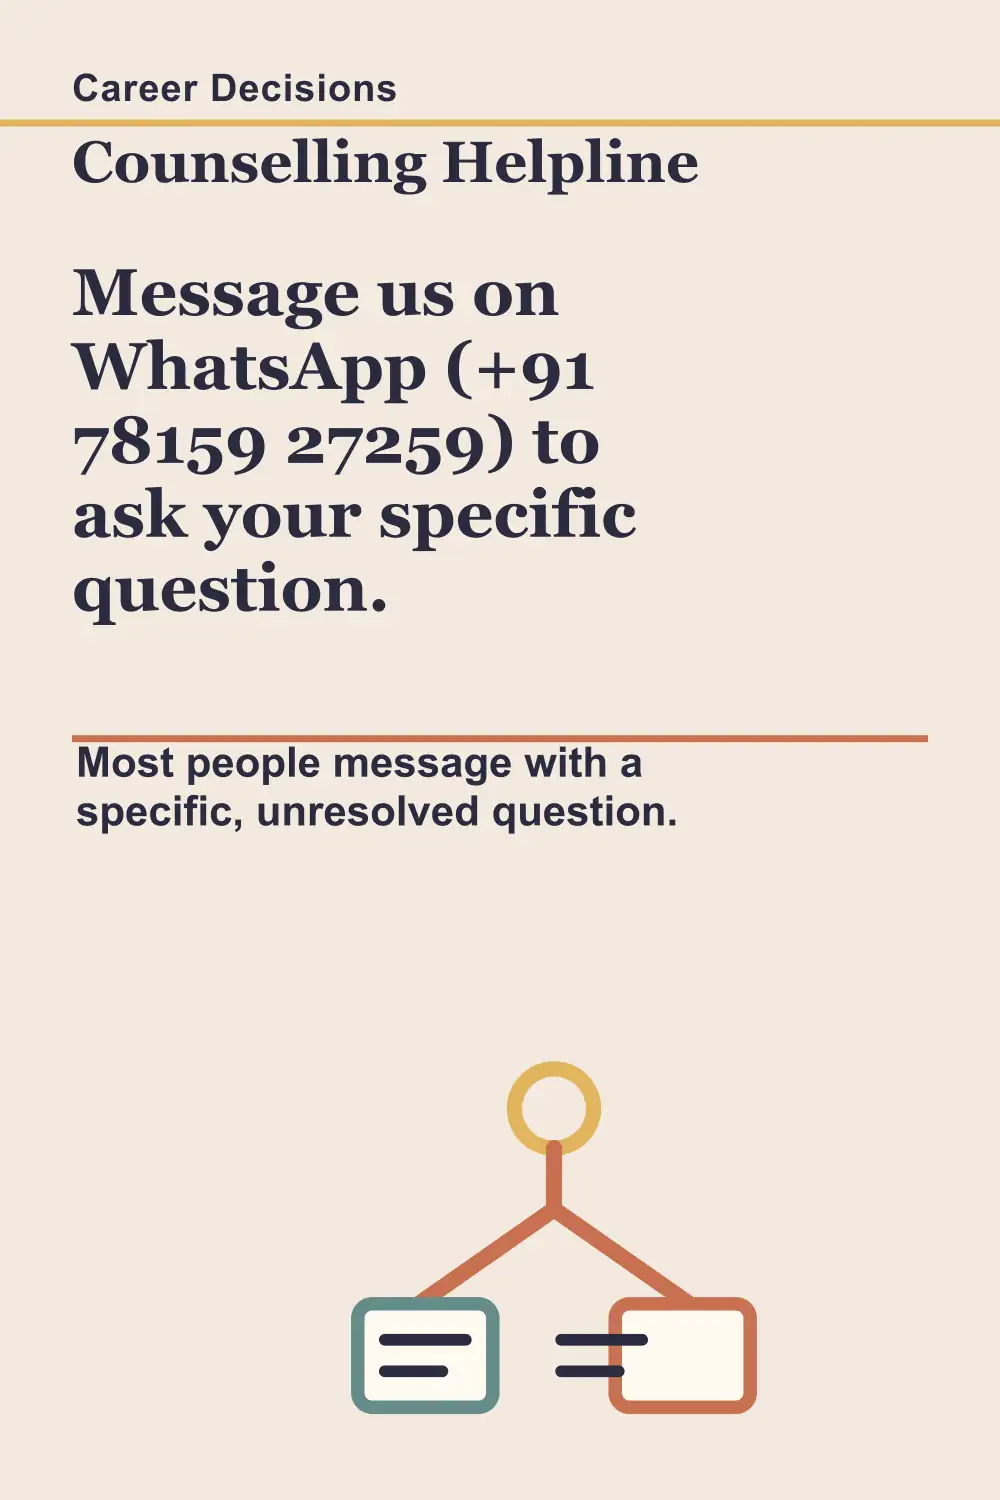 Career Decisions
Counselling Helpline
Message us on
WhatsApp (+91
78159 27259) to
ask your specific
question.
Most people message with a
specific, unresolved question.